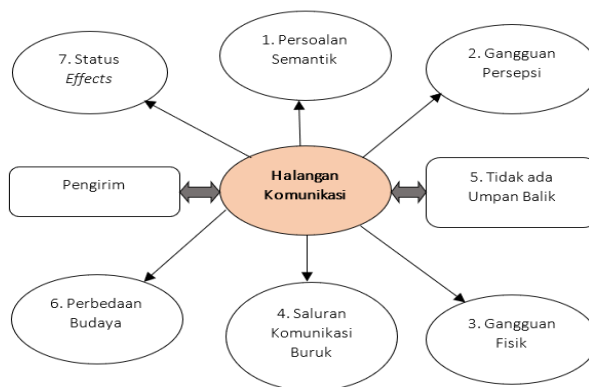 7. Status
Effects
1. Persoalan
Semantik
2. Gangguan
Persepsi
Pengirim
Halangan
Komunikasi
5. Tidak ada
Umpan Balik
6. Perbedaan
Budaya
4. Saluran
Komunikasi
Buruk
3. Gangguan
Fisik